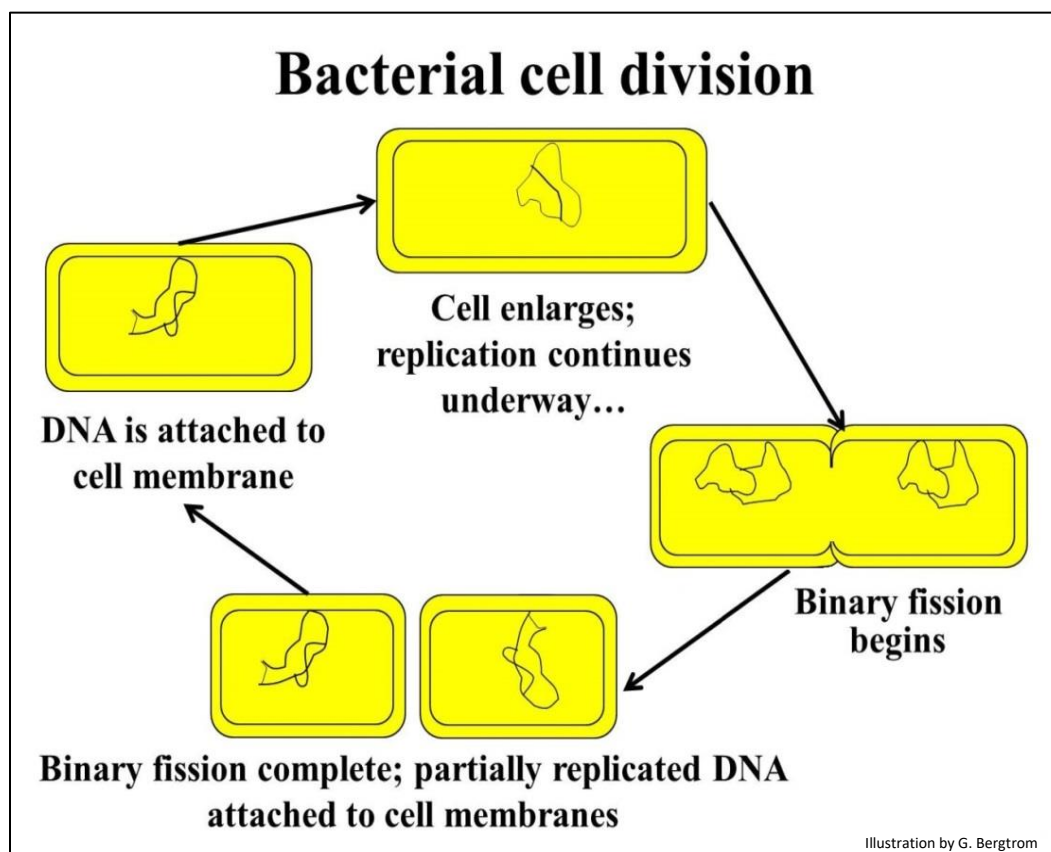 Bacterial cell division
Cell enlarges;
replication continues
underway…
DNA is attached to
cell membrane
Binary fission
begins
Binary fission complete; partially replicated DNA
attached to cell membranes
Illustration by G. Bergtrom